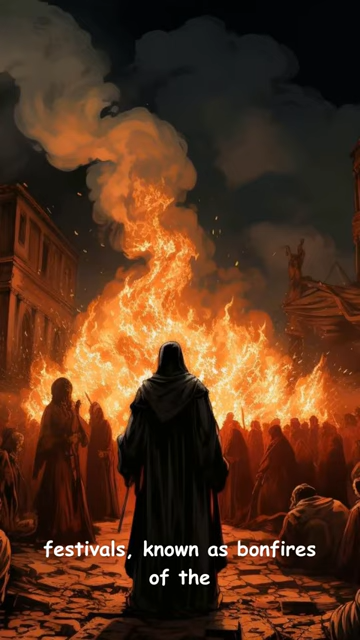 festivals, known as bonfires
of the